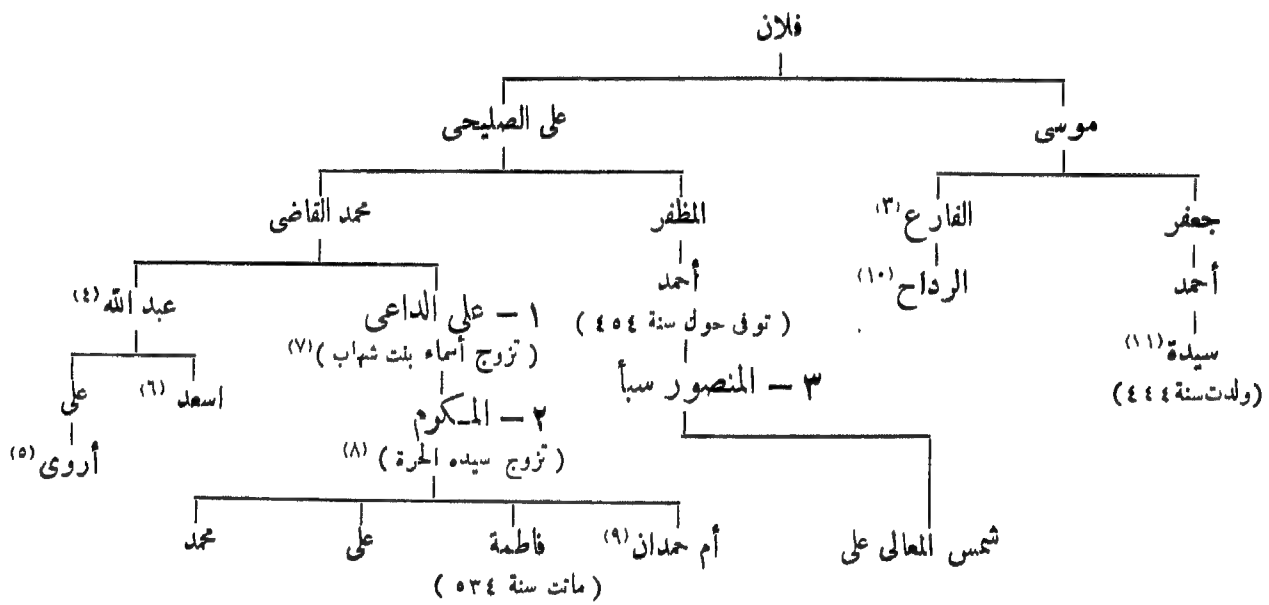 فلان
موسى
على الصليحى
جعفر
الفارع (٣)
المظفر
محمد القاضى
أحمد
الرداح (١٠)
أحمد
١ – على الداعى
عبد الله (٤)
سيدة (١١)
(ولدت سنة ٤٤٤)
( توفى حول سنة ٤٥٤ )
( تزوج أسماء بنت شهاب ) (٧)
٣ – المنصور سبأ
٢ – المكرم
( تزوج سيده الحرة ) (٨)
اسعد (٦)
على
أروى (٥)
شمس المعالى على
أم حمدان (٩)
فاطمة
على
محمد
( ماتت سنة ٥٣٤ )